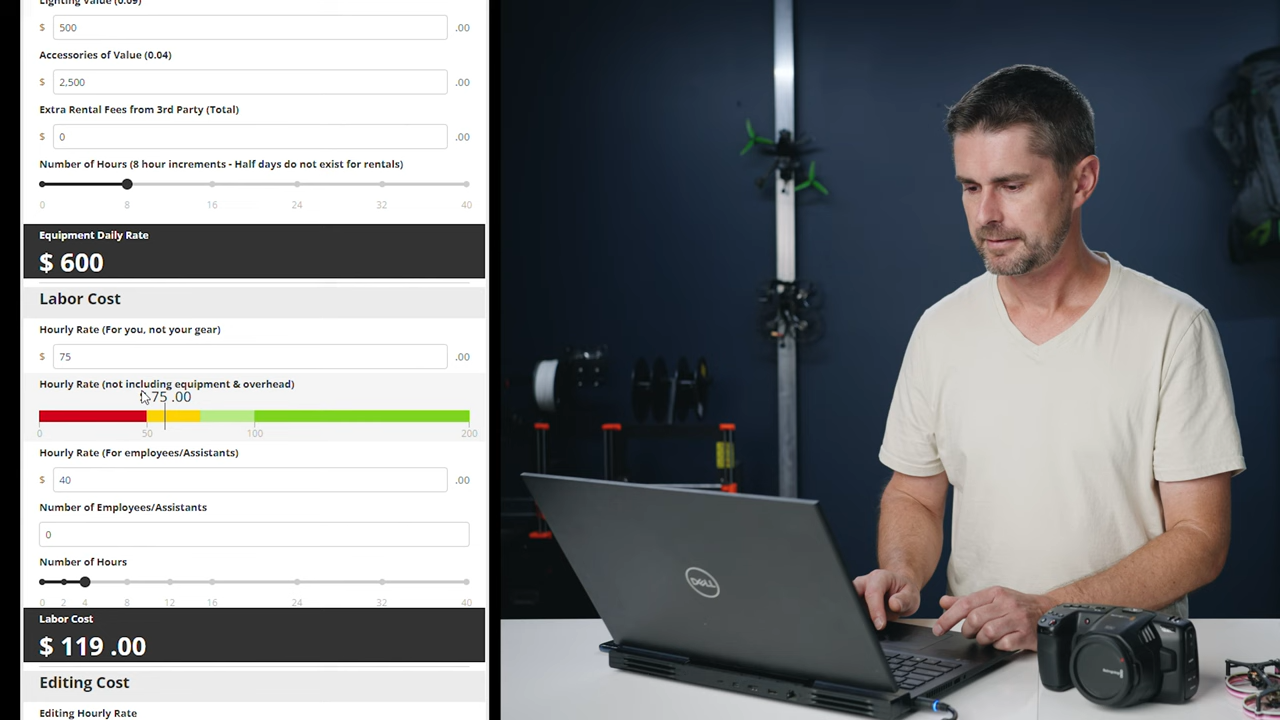 Lighting Value (0.09)
$ 500 .00
Accessories of Value (0.04)
$ 2,500 .00
Extra Rental Fees from 3rd Party (Total)
$ 0 .00
Number of Hours (8 hour increments - Half days do not exist for rentals)
0 8 16 24 32 40
Equipment Daily Rate
$ 600
Labor Cost
Hourly Rate (For you, not your gear)
$ 75 .00
Hourly Rate (not including equipment & overhead)
75 .00
0 50 100 200
Hourly Rate (For employees/Assistants)
$ 40 .00
Number of Employees/Assistants
0
Number of Hours
0 2 4 8 12 16 24 32 40
Labor Cost
$ 119 .00
Editing Cost
Editing Hourly Rate
DELL